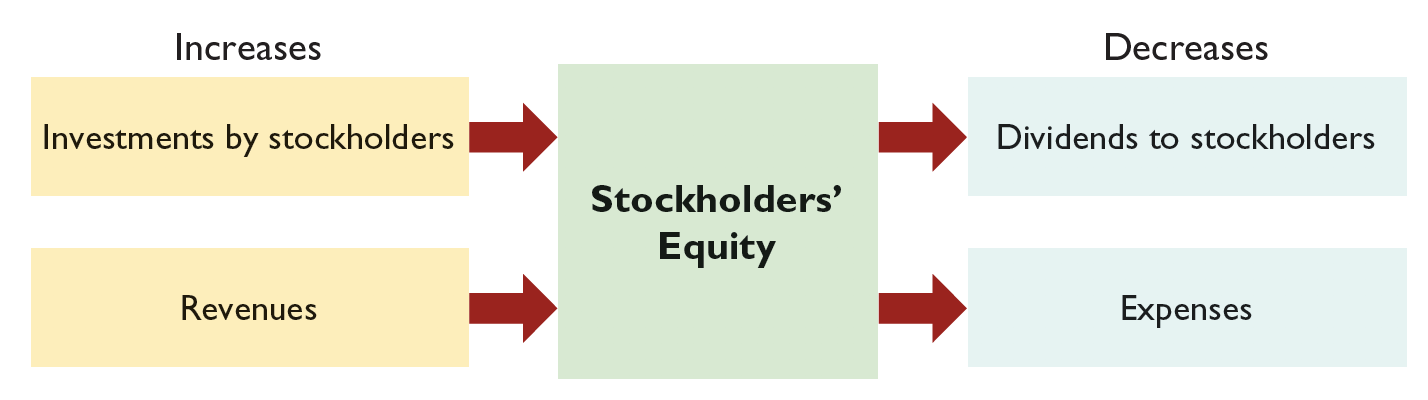 Increases
Decreases
Investments by stockholders
Dividends to stockholders
Stockholders’
Equity
Revenues
Expenses